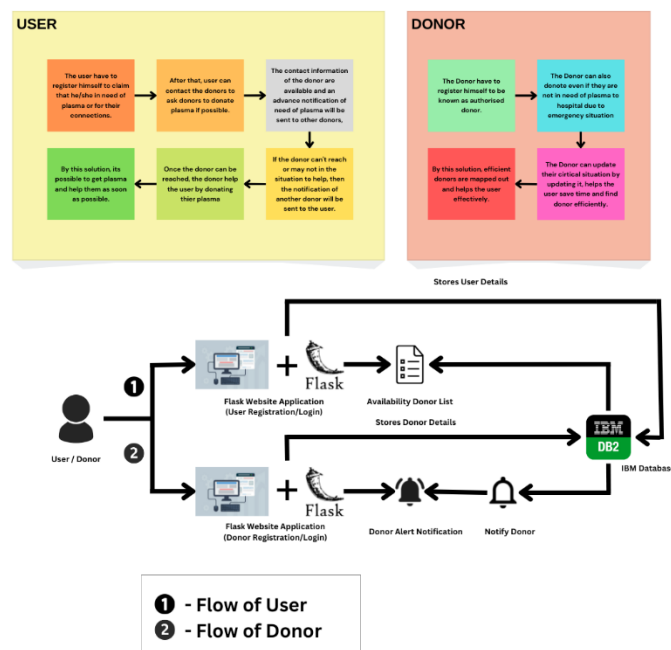 USER
The user have to
register himself to claim
that he/she in need of
plasma or for their
connections.
After that, user can
contact the donors to
ask donors to donate
plasma if possible.
The contact information
of the donor are
available and an
advance notification of
need of plasma will be
sent to other donors,
By this solution, its
possible to get plasma
and help them as soon
as possible.
Once the donor can be
reached, the donor help
the user by donating
thier plasma
If the donor can't reach
or may not in the
situation to help, then
the notification of
another donor will be
sent to the user.
DONOR
The Donor have to
register himself to be
known as authorised
donor.
The Donor can also
donote even if they are
not in need of plasma to
hospital due to
emergency situation
By this solution, efficient
donors are mapped out
and helps the user
effectively.
The Donor can update
their cirtical situation by
updating it, helps the
user save time and find
donor efficiently.
Stores User Details
Flask
Flask Website Application
(User Registration/Login)
Availability Donor List
Stores Donor Details
1
User / Donor
2
IBM
DB2
IBM Databas
Flask
Flask Website Application
(Donor Registration/Login)
Donor Alert Notification
Notify Donor
1 - Flow of User
2 - Flow of Donor